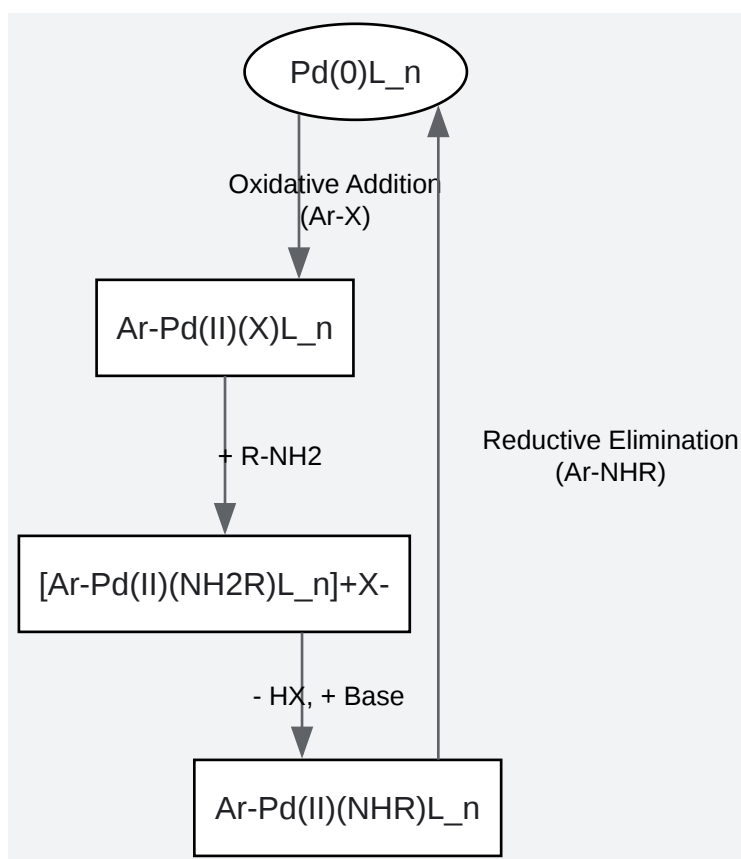 Pd(0)L_n
Oxidative Addition
(Ar-X)
Ar-Pd(II)(X)L_n
+ R-NH2
Reductive Elimination
(Ar-NHR)
[Ar-Pd(II)(NH2R)L_n]+X-
- HX, + Base
Ar-Pd(II)(NHR)L_n